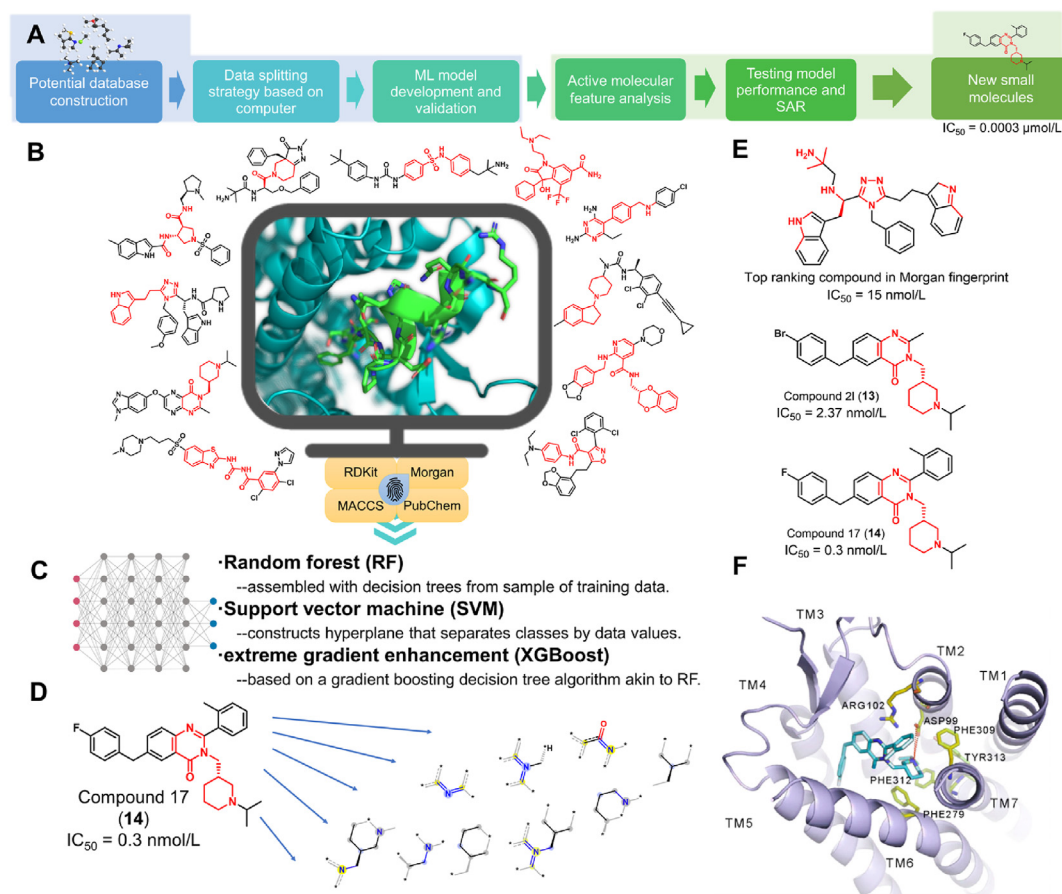 A
Potential database
construction
Data splitting
strategy based on
computer
ML model
development and
validation
Active molecular
feature analysis
Testing model
performance and
SAR
New small
molecules
IC50 = 0.0003 μmol/L
B
RDKit
Morgan
MACCS
PubChem
C
·Random forest (RF)
--assembled with decision trees from sample of training data.
·Support vector machine (SVM)
--constructs hyperplane that separates classes by data values.
·extreme gradient enhancement (XGBoost)
--based on a gradient boosting decision tree algorithm akin to RF.
D
Compound 17
(14)
IC50 = 0.3 nmol/L
E
Top ranking compound in Morgan fingerprint
IC50 = 15 nmol/L
Compound 2l (13)
IC50 = 2.37 nmol/L
Compound 17 (14)
IC50 = 0.3 nmol/L
F
TM3
TM2
TM1
TM4
ARG102
ASP99
PHE309
TYR313
PHE312
TM7
PHE279
TM5
TM6